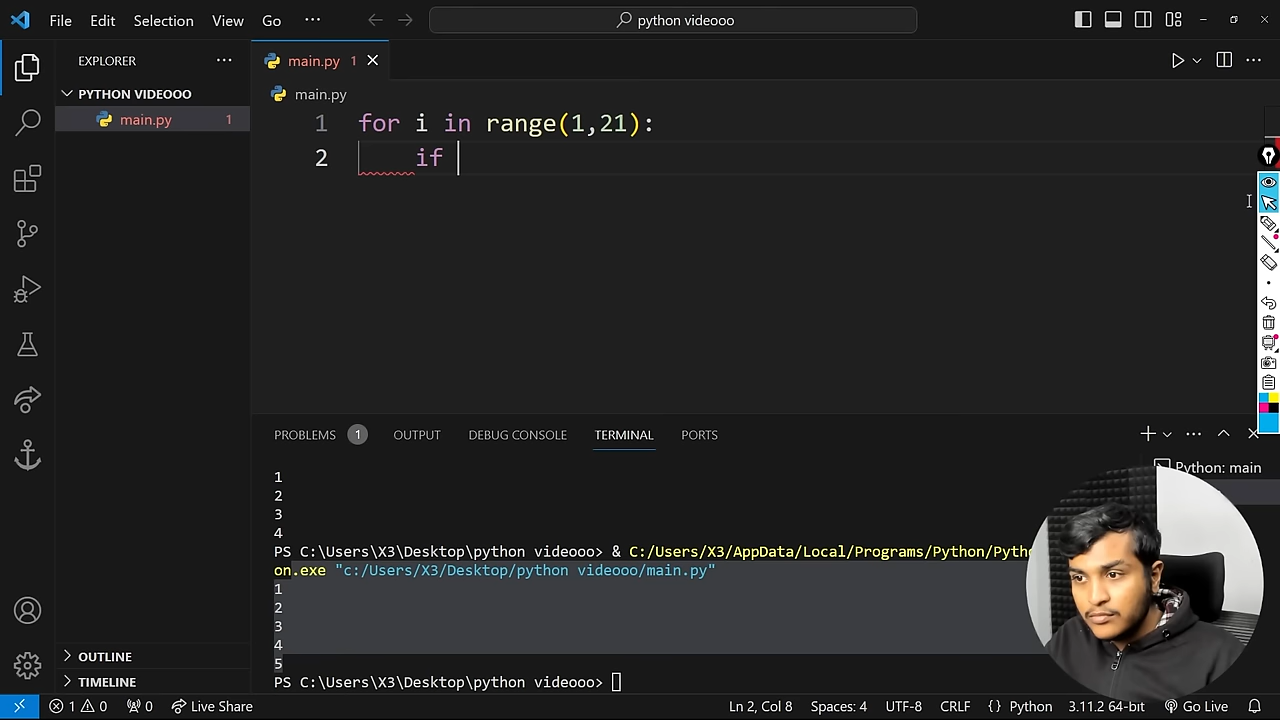 File Edit Selection View Go ··· python videooo
EXPLORER ···
main.py 1
PYTHON VIDEOOO
main.py
main.py 1
1 for i in range(1,21):
2 if
PROBLEMS 1 OUTPUT DEBUG CONSOLE TERMINAL PORTS
Python: main
1
2
3
4
PS C:\Users\X3\Desktop\python videooo> & C:/Users/X3/AppData/Local/Programs/Python/Pyth
on.exe "c:/Users/X3/Desktop/python videooo/main.py"
1
2
3
4
5
PS C:\Users\X3\Desktop\python videooo>
OUTLINE
TIMELINE
1 0 0 Live Share Ln 2, Col 8 Spaces: 4 UTF-8 CRLF {} Python 3.11.2 64-bit Go Live